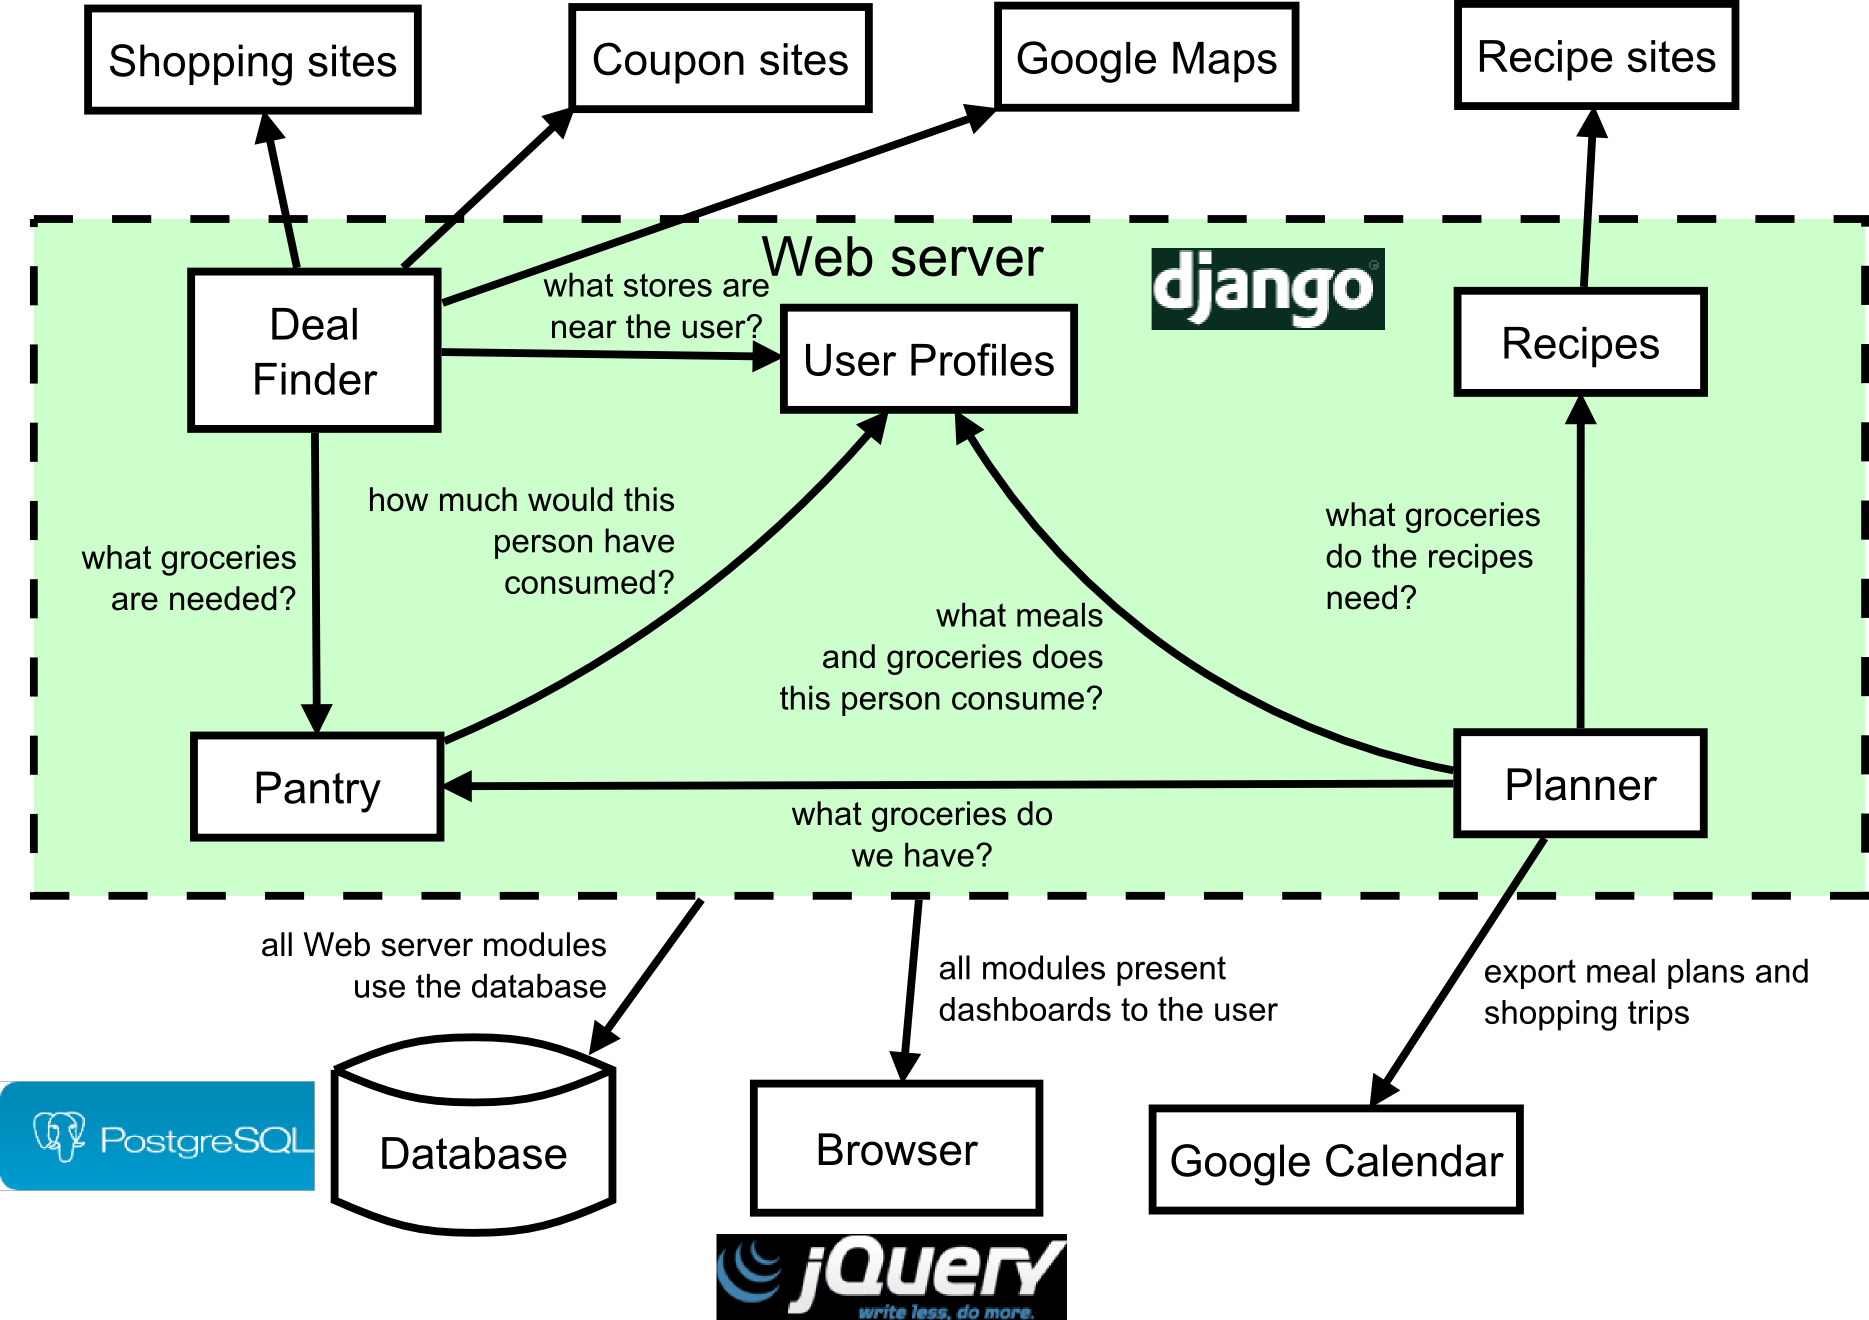 Shopping sites
Coupon sites
Google Maps
Recipe sites
Web server
django
what stores are
near the user?
Deal
Finder
User Profiles
Recipes
how much would this
person have
consumed?
what groceries
are needed?
what groceries
do the recipes
need?
what meals
and groceries does
this person consume?
Pantry
Planner
what groceries do
we have?
all Web server modules
use the database
all modules present
dashboards to the user
export meal plans and
shopping trips
PostgreSQL
Database
Browser
Google Calendar
jQuery
write less, do more.